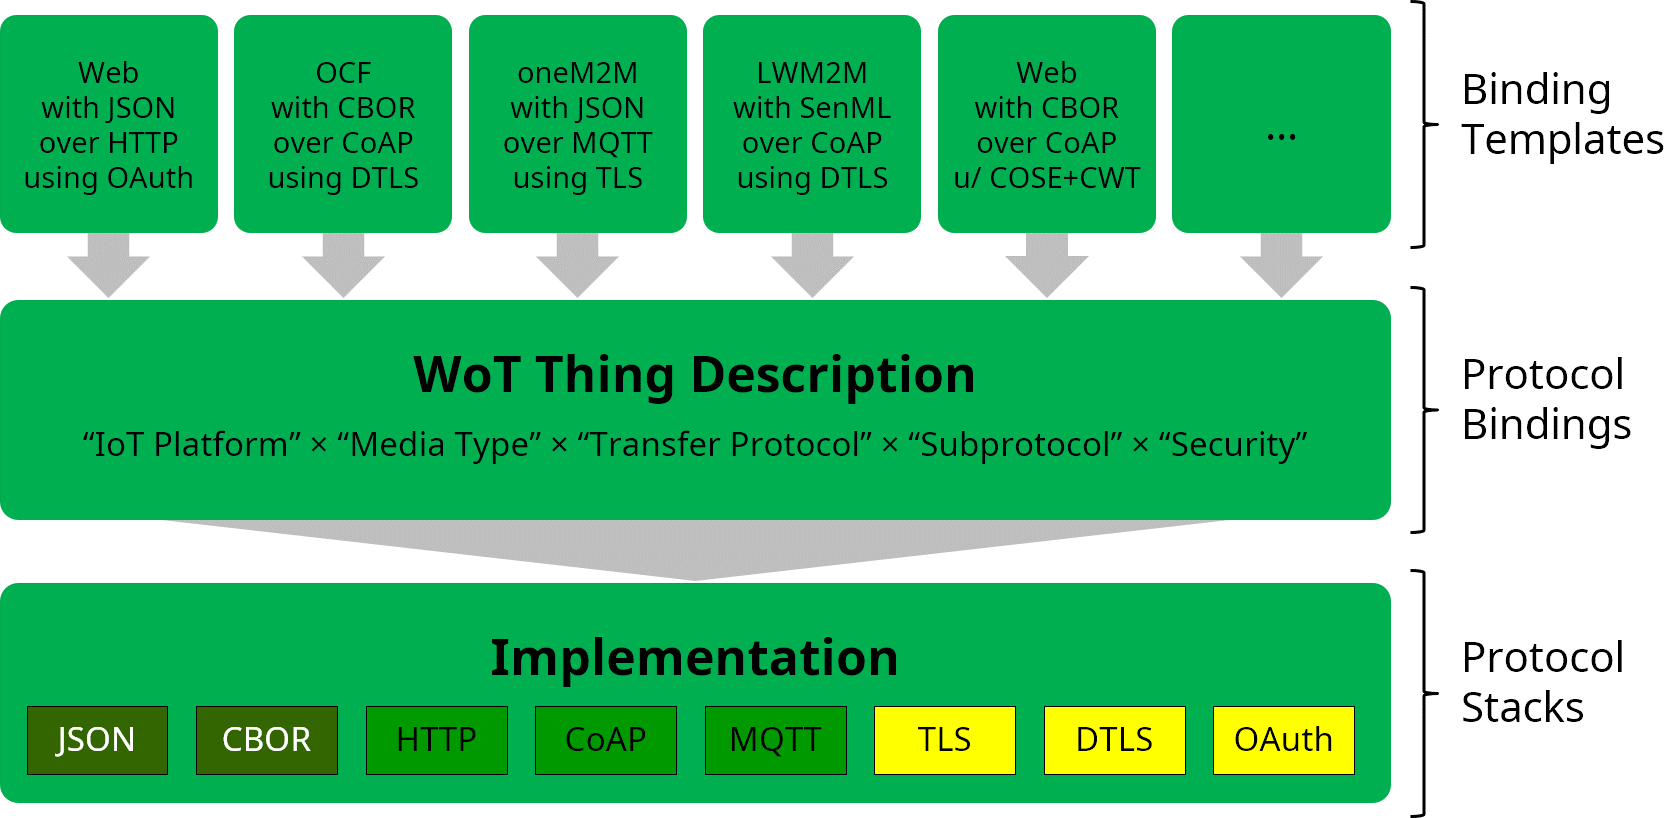 Web
with JSON
over HTTP
using OAuth
OCF
with CBOR
over CoAP
using DTLS
oneM2M
with JSON
over MQTT
using TLS
LWM2M
with SenML
over CoAP
using DTLS
Web
with CBOR
over CoAP
u/ COSE+CWT
...
Binding
Templates
WoT Thing Description
“IoT Platform” × “Media Type” × “Transfer Protocol” × “Subprotocol” × “Security”
Protocol
Bindings
Implementation
JSON
CBOR
HTTP
CoAP
MQTT
TLS
DTLS
OAuth
Protocol
Stacks